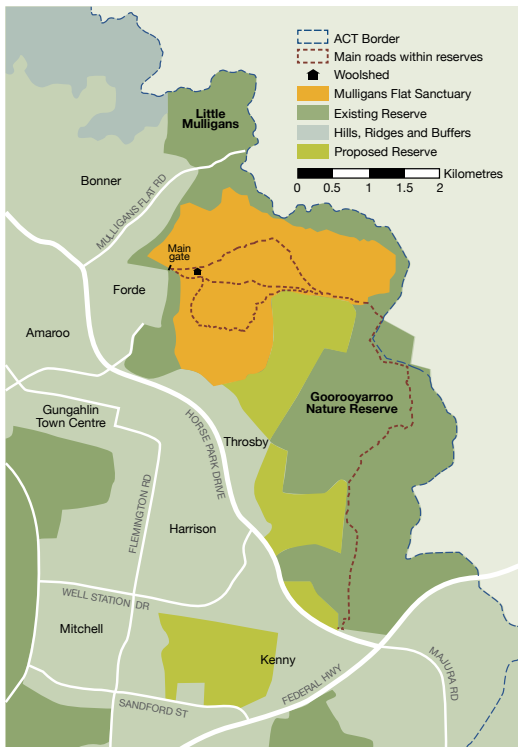 ACT Border
Main roads within reserves
Woolshed
Mulligans Flat Sanctuary
Existing Reserve
Hills, Ridges and Buffers
Proposed Reserve
Kilometres
0 0.5 1 1.5 2
Little
Mulligans
Bonner
MULLIGANS FLAT RD
Main
gate
Forde
Amaroo
Goorooyarroo
Nature Reserve
Gungahlin
Town Centre
HORSE PARK DRIVE
Throsby
FLEMINGTON RD
Harrison
WELL STATION DR
Mitchell
Kenny
MAJURA RD
FEDERAL HWY
SANDFORD ST